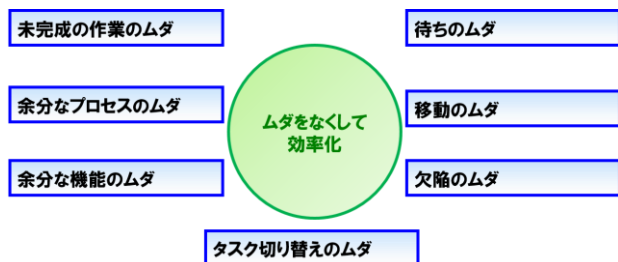 未完成の作業のムダ
待ちのムダ
余分なプロセスのムダ
移動のムダ
ムダをなくして
効率化
余分な機能のムダ
欠陥のムダ
タスク切り替えのムダ